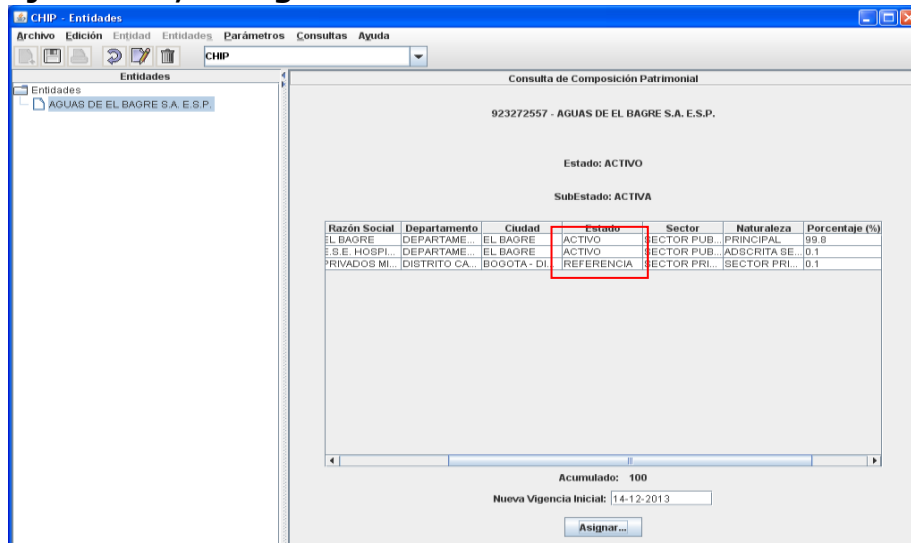 CHIP - Entidades
Archivo Edición Entidad Entidades Parámetros Consultas Ayuda
CHIP
Entidades
Consulta de Composición Patrimonial
Entidades
AGUAS DE EL BAGRE S.A. E.S.P.
923272557 - AGUAS DE EL BAGRE S.A. E.S.P.
Estado: ACTIVO
SubEstado: ACTIVA
Razón Social Departamento Ciudad Estado Sector Naturaleza Porcentaje (%)
EL BAGRE DEPARTAME... EL BAGRE ACTIVO SECTOR PUB... PRINCIPAL 99.8
E.S.E. HOSPI... DEPARTAME... EL BAGRE ACTIVO SECTOR PUB... ADSCRITA SE... 0.1
PRIVADOS MI... DISTRITO CA... BOGOTA - DI... REFERENCIA SECTOR PRI... SECTOR PRI... 0.1
Acumulado: 100
Nueva Vigencia Inicial: 14-12-2013
Asignar...